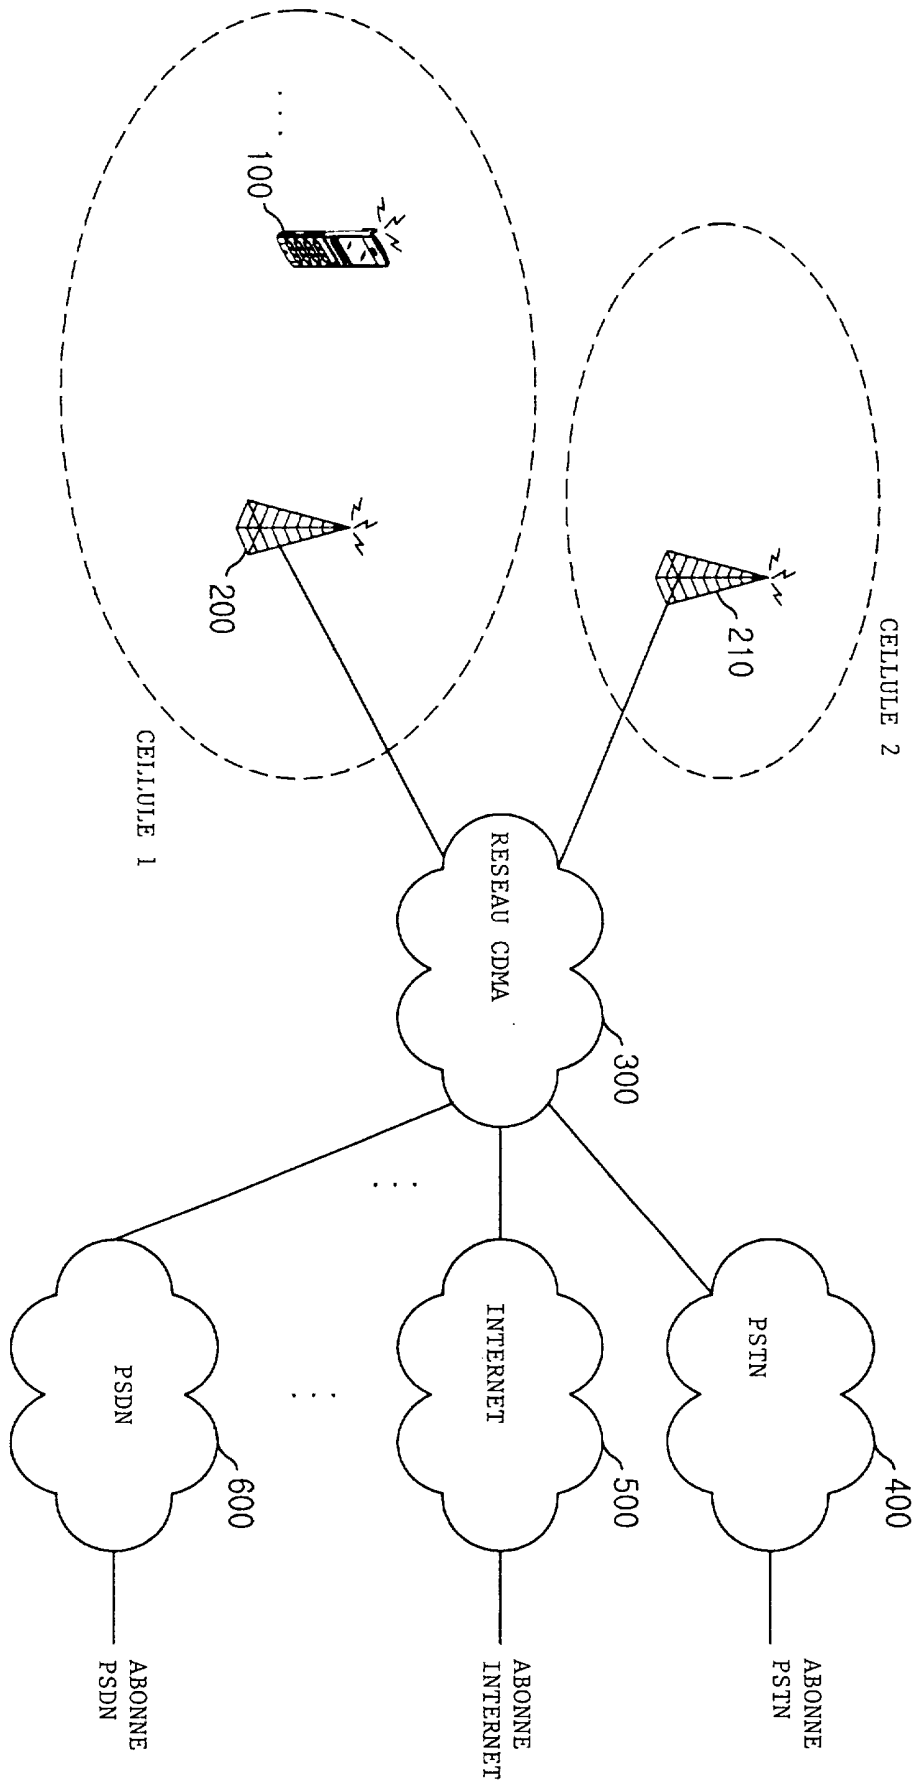 CELLULE 2
210
300
400
PSTN
ABONNE
PSTN
RESEAU CDMA
INTERNET
500
ABONNE
INTERNET
100
200
CELLULE 1
600
PSDN
ABONNE
PSDN